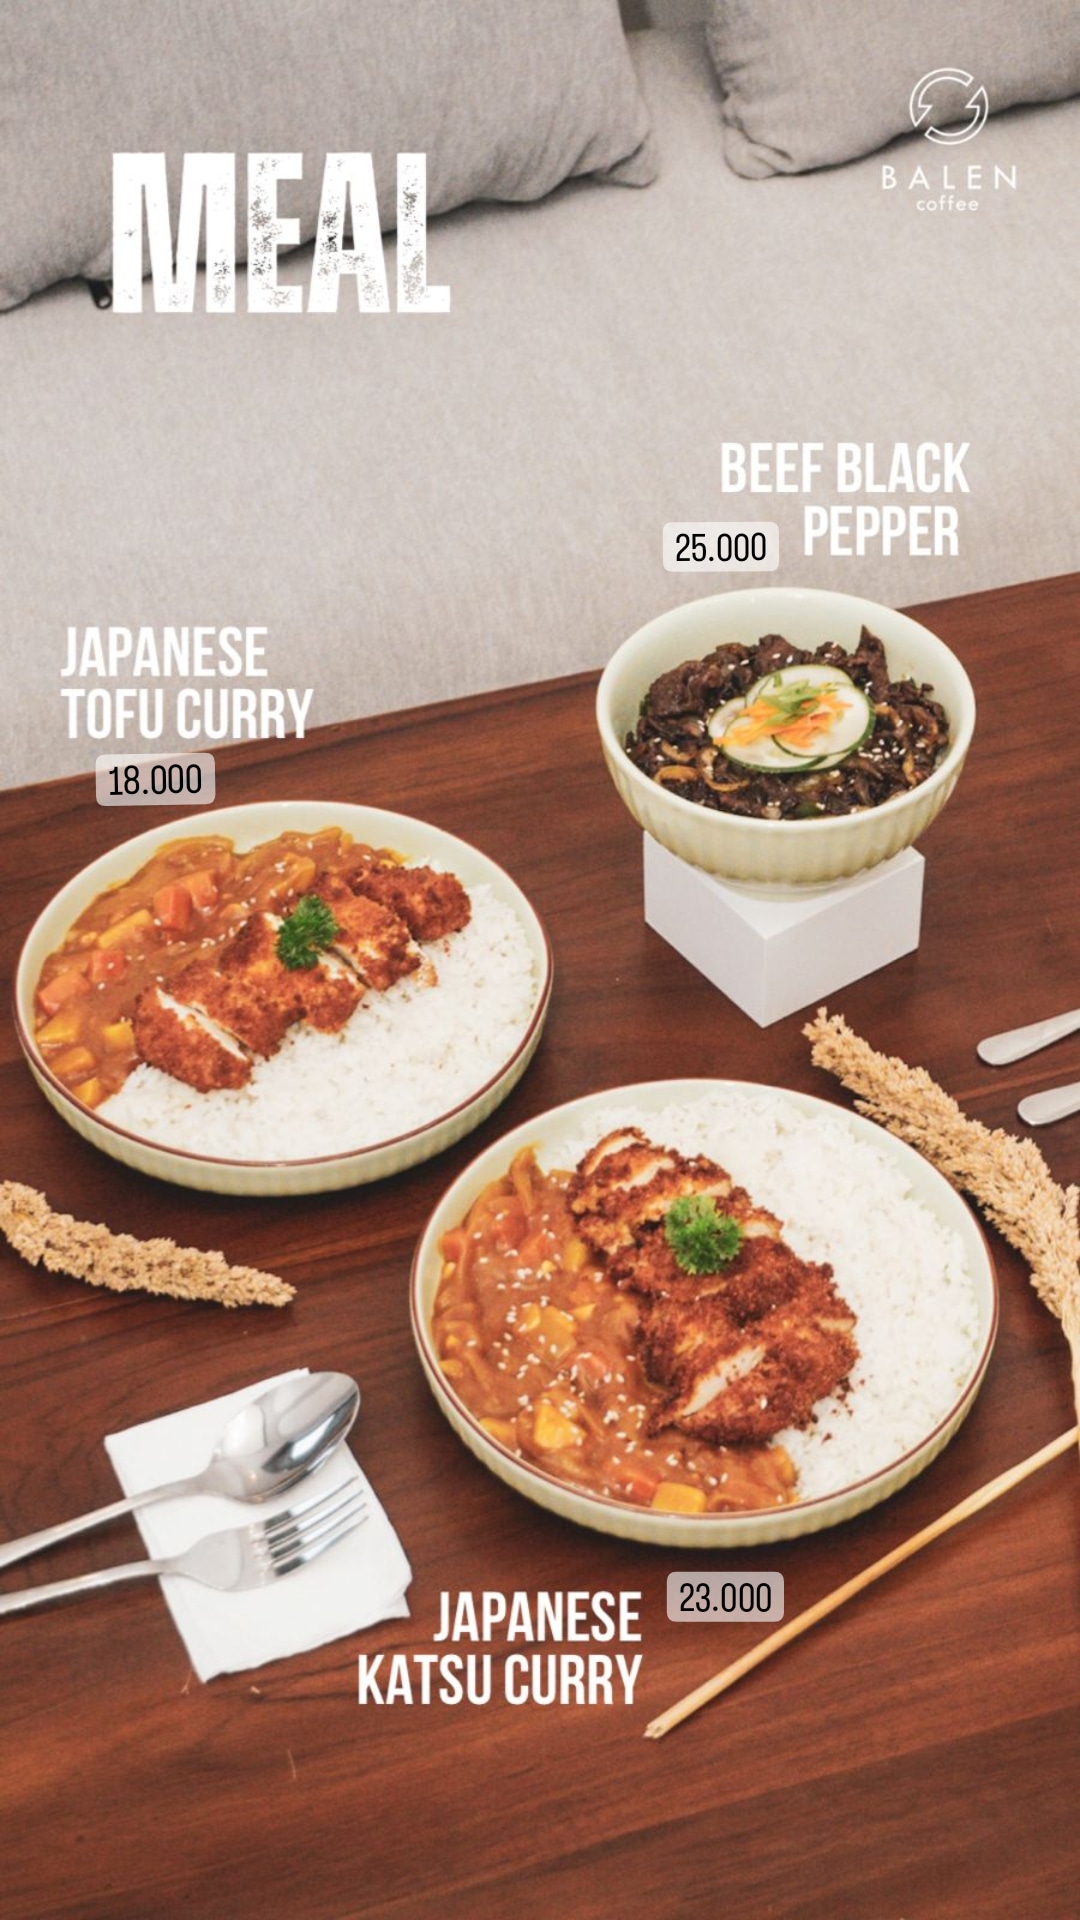 MEAL
BALEN
coffee
BEEF BLACK
PEPPER
25.000
JAPANESE
TOFU CURRY
18.000
JAPANESE
KATSU CURRY
23.000